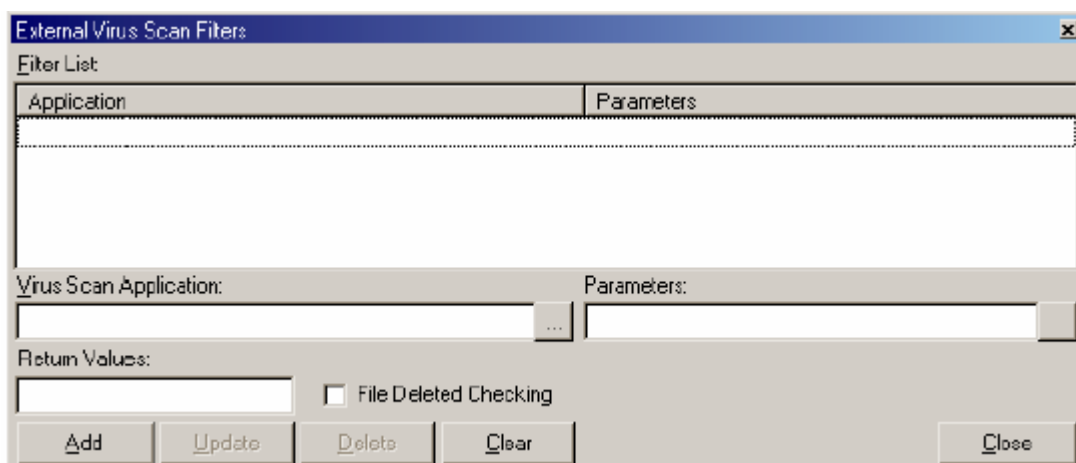 External Virus Scan Filters
Filter List
Application Parameters
Virus Scan Application: Parameters:
...
Return Values:
File Deleted Checking
Add Update Delete Clear Close